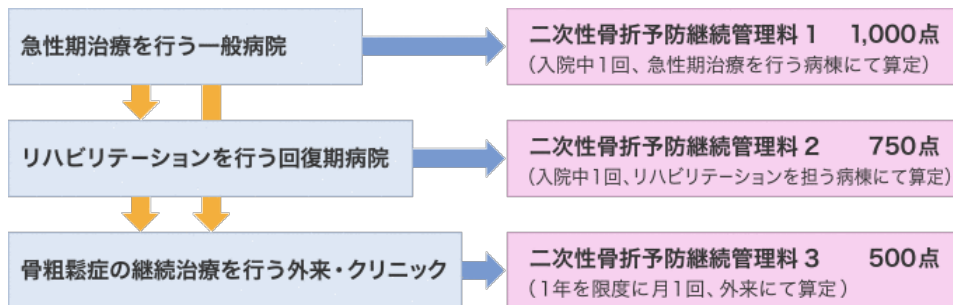 急性期治療を行う一般病院
二次性骨折予防継続管理料1 1,000点
(入院中1回、急性期治療を行う病棟にて算定)
リハビリテーションを行う回復期病院
二次性骨折予防継続管理料2 750点
(入院中1回、リハビリテーションを担う病棟にて算定)
骨粗鬆症の継続治療を行う外来・クリニック
二次性骨折予防継続管理料3 500点
(1年を限度に月1回、外来にて算定)